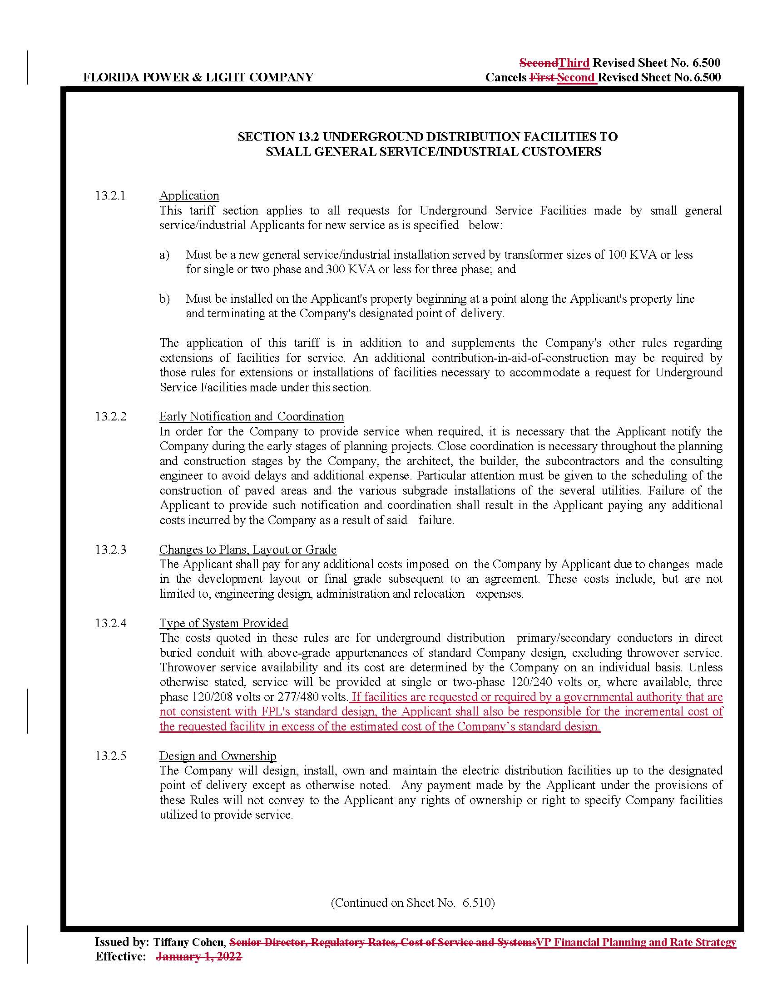 SecondThird Revised Sheet No. 6.500
FLORIDA POWER & LIGHT COMPANY Cancels First Second Revised Sheet No. 6.500
SECTION 13.2 UNDERGROUND DISTRIBUTION FACILITIES TO
SMALL GENERAL SERVICE/INDUSTRIAL CUSTOMERS
13.2.1 Application
This tariff section applies to all requests for Underground Service Facilities made by small general
service/industrial Applicants for new service as is specified below:
a) Must be a new general service/industrial installation served by transformer sizes of 100 KVA or less
for single or two phase and 300 KVA or less for three phase; and
b) Must be installed on the Applicant's property beginning at a point along the Applicant's property line
and terminating at the Company's designated point of delivery.
The application of this tariff is in addition to and supplements the Company's other rules regarding
extensions of facilities for service. An additional contribution-in-aid-of-construction may be required by
those rules for extensions or installations of facilities necessary to accommodate a request for Underground
Service Facilities made under this section.
13.2.2 Early Notification and Coordination
In order for the Company to provide service when required, it is necessary that the Applicant notify the
Company during the early stages of planning projects. Close coordination is necessary throughout the planning
and construction stages by the Company, the architect, the builder, the subcontractors and the consulting
engineer to avoid delays and additional expense. Particular attention must be given to the scheduling of the
construction of paved areas and the various subgrade installations of the several utilities. Failure of the
Applicant to provide such notification and coordination shall result in the Applicant paying any additional
costs incurred by the Company as a result of said failure.
13.2.3 Changes to Plans, Layout or Grade
The Applicant shall pay for any additional costs imposed on the Company by Applicant due to changes made
in the development layout or final grade subsequent to an agreement. These costs include, but are not
limited to, engineering design, administration and relocation expenses.
13.2.4 Type of System Provided
The costs quoted in these rules are for underground distribution primary/secondary conductors in direct
buried conduit with above-grade appurtenances of standard Company design, excluding throwover service.
Throwover service availability and its cost are determined by the Company on an individual basis. Unless
otherwise stated, service will be provided at single or two-phase 120/240 volts or, where available, three
phase 120/208 volts or 277/480 volts. If facilities are requested or required by a governmental authority that are
not consistent with FPL's standard design, the Applicant shall also be responsible for the incremental cost of
the requested facility in excess of the estimated cost of the Company’s standard design.
13.2.5 Design and Ownership
The Company will design, install, own and maintain the electric distribution facilities up to the designated
point of delivery except as otherwise noted. Any payment made by the Applicant under the provisions of
these Rules will not convey to the Applicant any rights of ownership or right to specify Company facilities
utilized to provide service.
(Continued on Sheet No. 6.510)
Issued by: Tiffany Cohen, Senior Director, Regulatory Rates, Cost of Service and SystemsVP Financial Planning and Rate Strategy
Effective: January 1, 2022